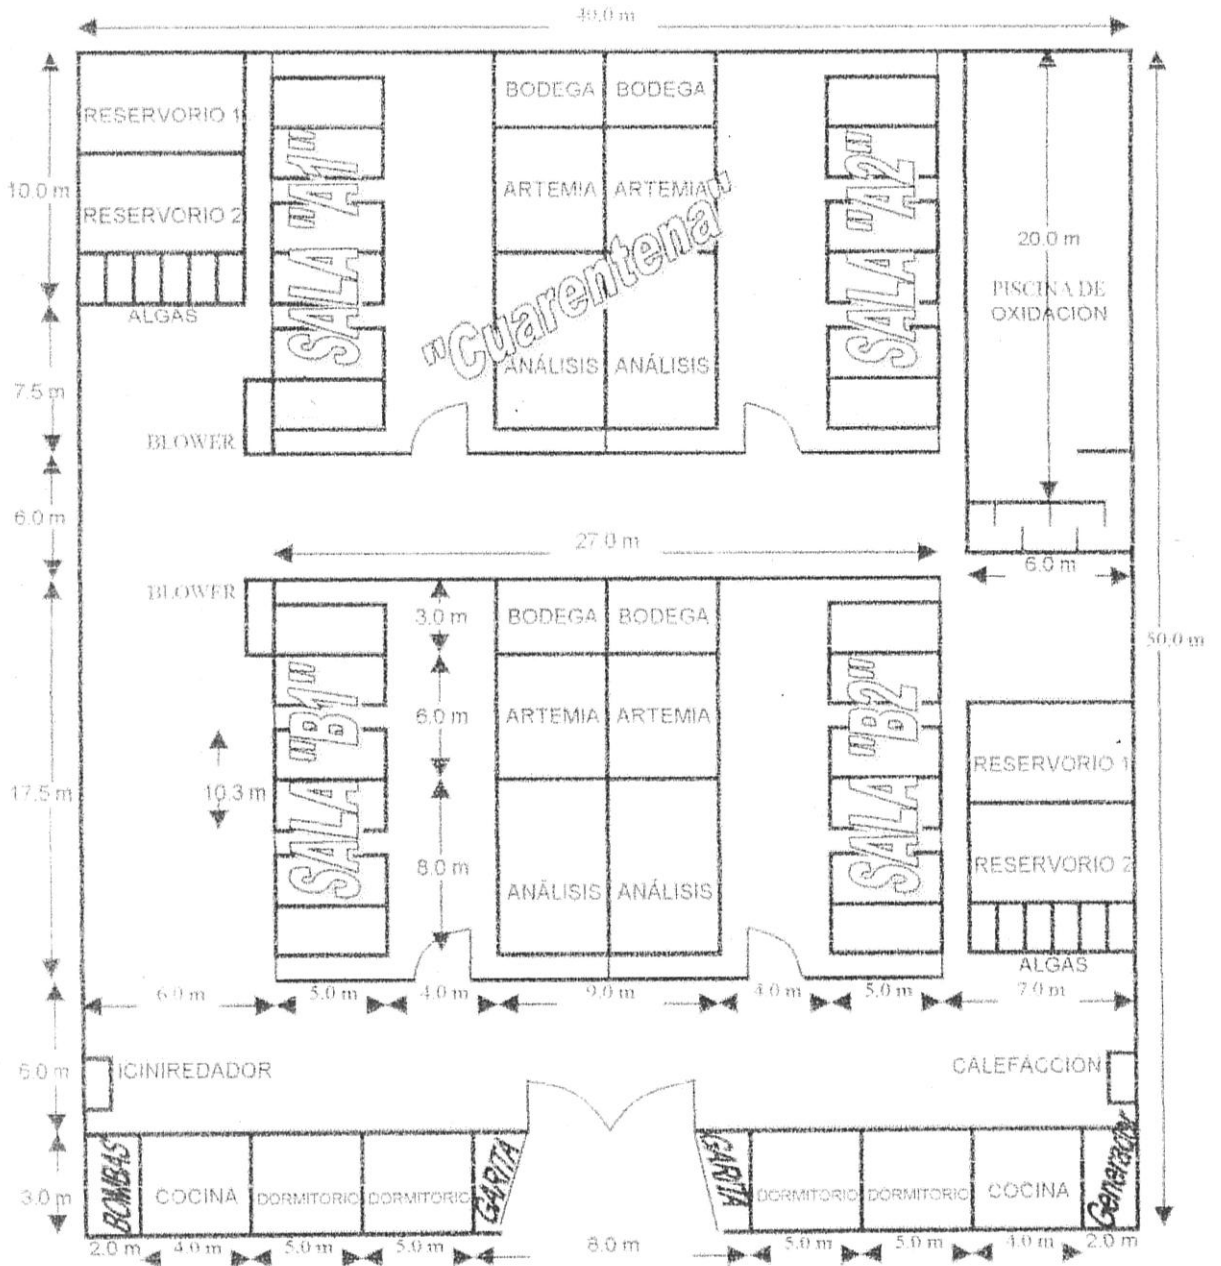 40.0 m
BODEGA BODEGA
RESERVORIO 1
SALA "A1"
SALA "A2"
10.0 m
ARTEMIA ARTEMIA
RESERVORIO 2
20.0 m
"Cuarentena"
PISCINA DE
OXIDACION
ALGAS
ANÁLISIS ANÁLISIS
7.5 m
BLOWER
6.0 m
27.0 m
6.0 m
BLOWER
3.0 m
BODEGA BODEGA
50.0 m
SALA "B1"
SALA "B2"
6.0 m
ARTEMIA ARTEMIA
RESERVORIO 1
17.5 m
10.3 m
8.0 m
ANÁLISIS ANÁLISIS
RESERVORIO 2
ALGAS
6.0 m 5.0 m 4.0 m 9.0 m 4.0 m 5.0 m 7.0 m
ICINIREDADOR
CALEFACCION
BOMBAS
COCINA
DORMITORIO
DORMITORIO
GARITA
GARITA
DORMITORIO
DORMITORIO
COCINA
Generador
3.0 m
2.0 m 4.0 m 5.0 m 5.0 m 8.0 m 5.0 m 5.0 m 4.0 m 2.0 m